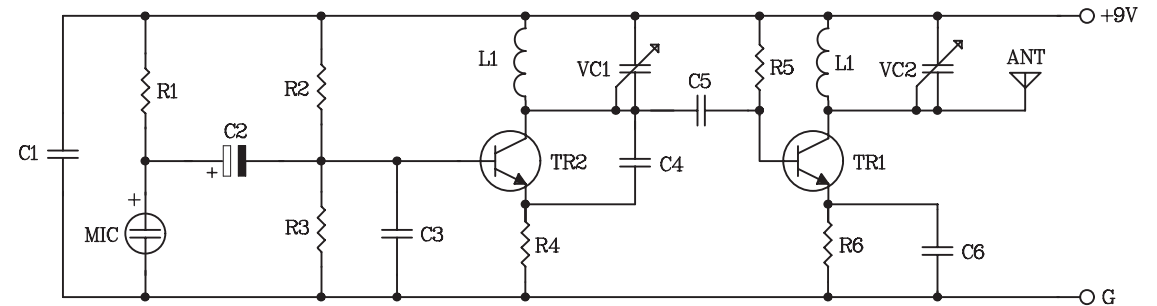 +9V
L1
VC1
R5
L1
VC2
ANT
R1
R2
C5
C1
C2
+
TR2
C4
TR1
+
MIC
R3
C3
R4
R6
C6
G